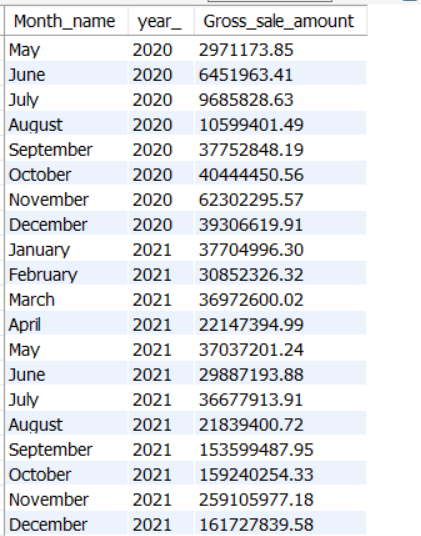 Month_name year_ Gross_sale_amount
May 2020 2971173.85
June 2020 6451963.41
July 2020 9685828.63
August 2020 10599401.49
September 2020 37752848.19
October 2020 40444450.56
November 2020 62302295.57
December 2020 39306619.91
January 2021 37704996.30
February 2021 30852326.32
March 2021 36972600.02
April 2021 22147394.99
May 2021 37037201.24
June 2021 29887193.88
July 2021 36677913.91
August 2021 21839400.72
September 2021 153599487.95
October 2021 159240254.33
November 2021 259105977.18
December 2021 161727839.58